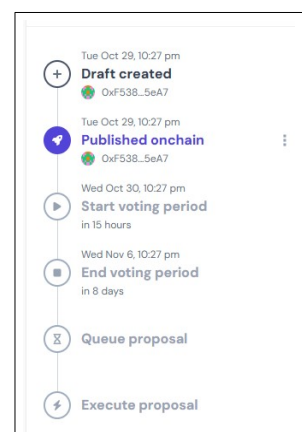 Tue Oct 29, 10:27 pm
Draft created
0xF538...5eA7
Tue Oct 29, 10:27 pm
Published onchain
0xF538...5eA7
Wed Oct 30, 10:27 pm
Start voting period
in 15 hours
Wed Nov 6, 10:27 pm
End voting period
in 8 days
Queue proposal
Execute proposal